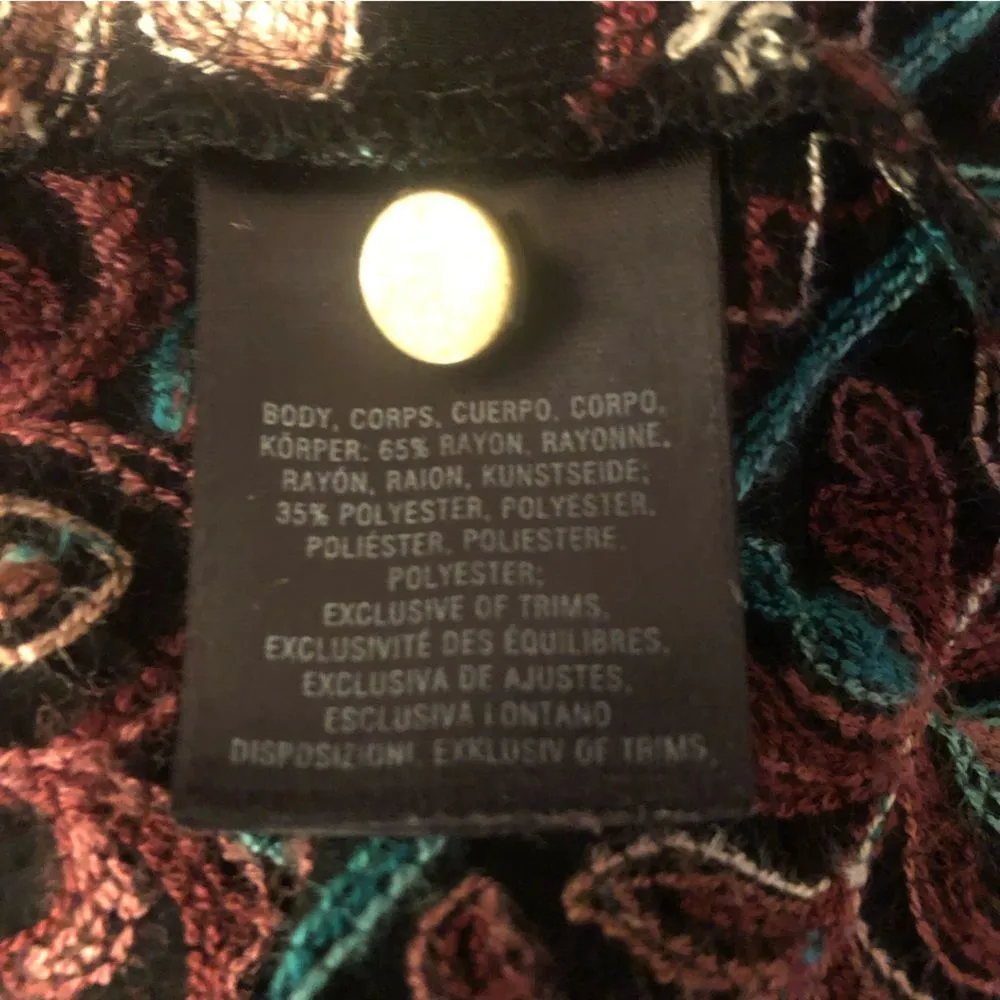 BODY, CORPS, CUERPO, CORPO,
KÖRPER: 65% RAYON, RAYONNE,
RAYÓN, RAION, KUNSTSEIDE;
35% POLYESTER, POLYESTER,
POLIÉSTER, POLIESTERE,
POLYESTER;
EXCLUSIVE OF TRIMS,
EXCLUSIVITÉ DES ÉQUILIBRES,
EXCLUSIVA DE AJUSTES,
ESCLUSIVA LONTANO
DISPOSIZIONI, EXKLUSIV OF TRIMS,